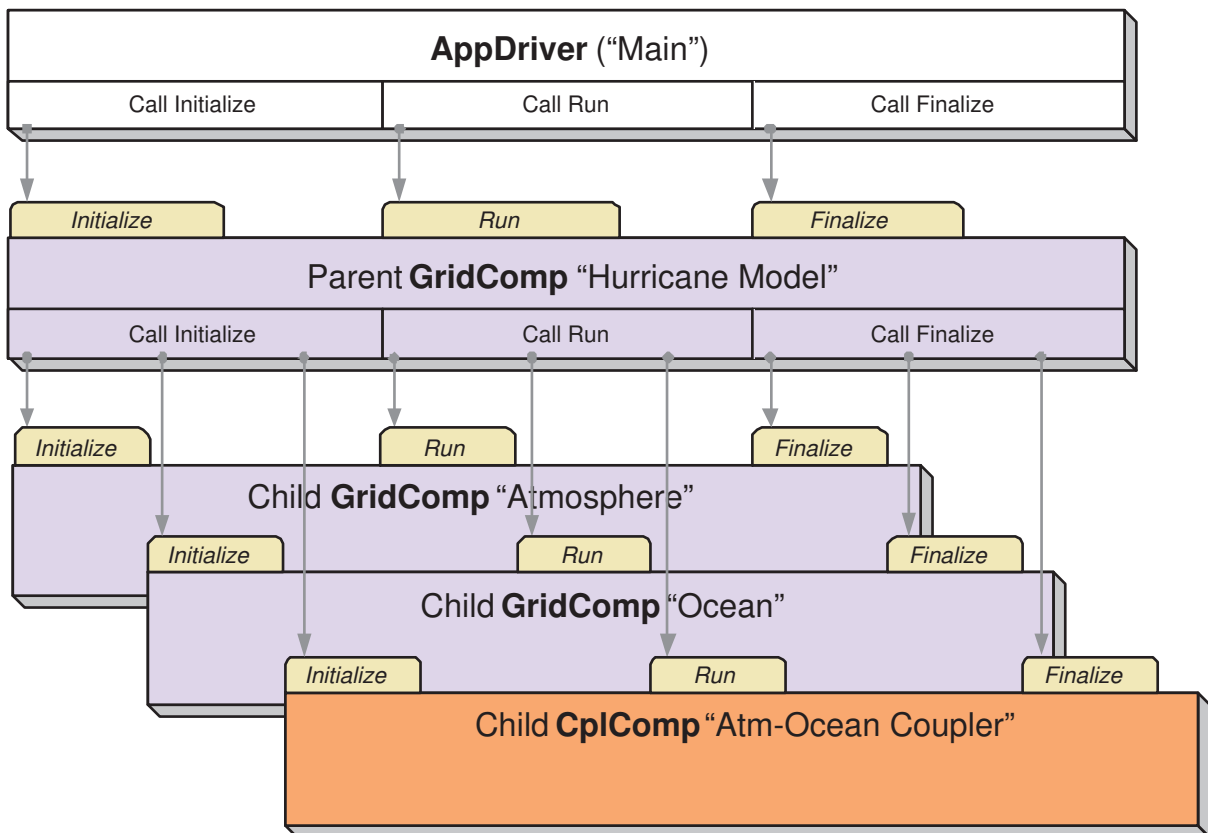 AppDriver (“Main”)
Call Initialize
Call Run
Call Finalize
Initialize
Run
Finalize
Parent GridComp “Hurricane Model”
Call Initialize
Call Run
Call Finalize
Initialize
Run
Finalize
Child GridComp “Atmosphere”
Initialize
Run
Finalize
Child GridComp “Ocean”
Initialize
Run
Finalize
Child CplComp “Atm-Ocean Coupler”